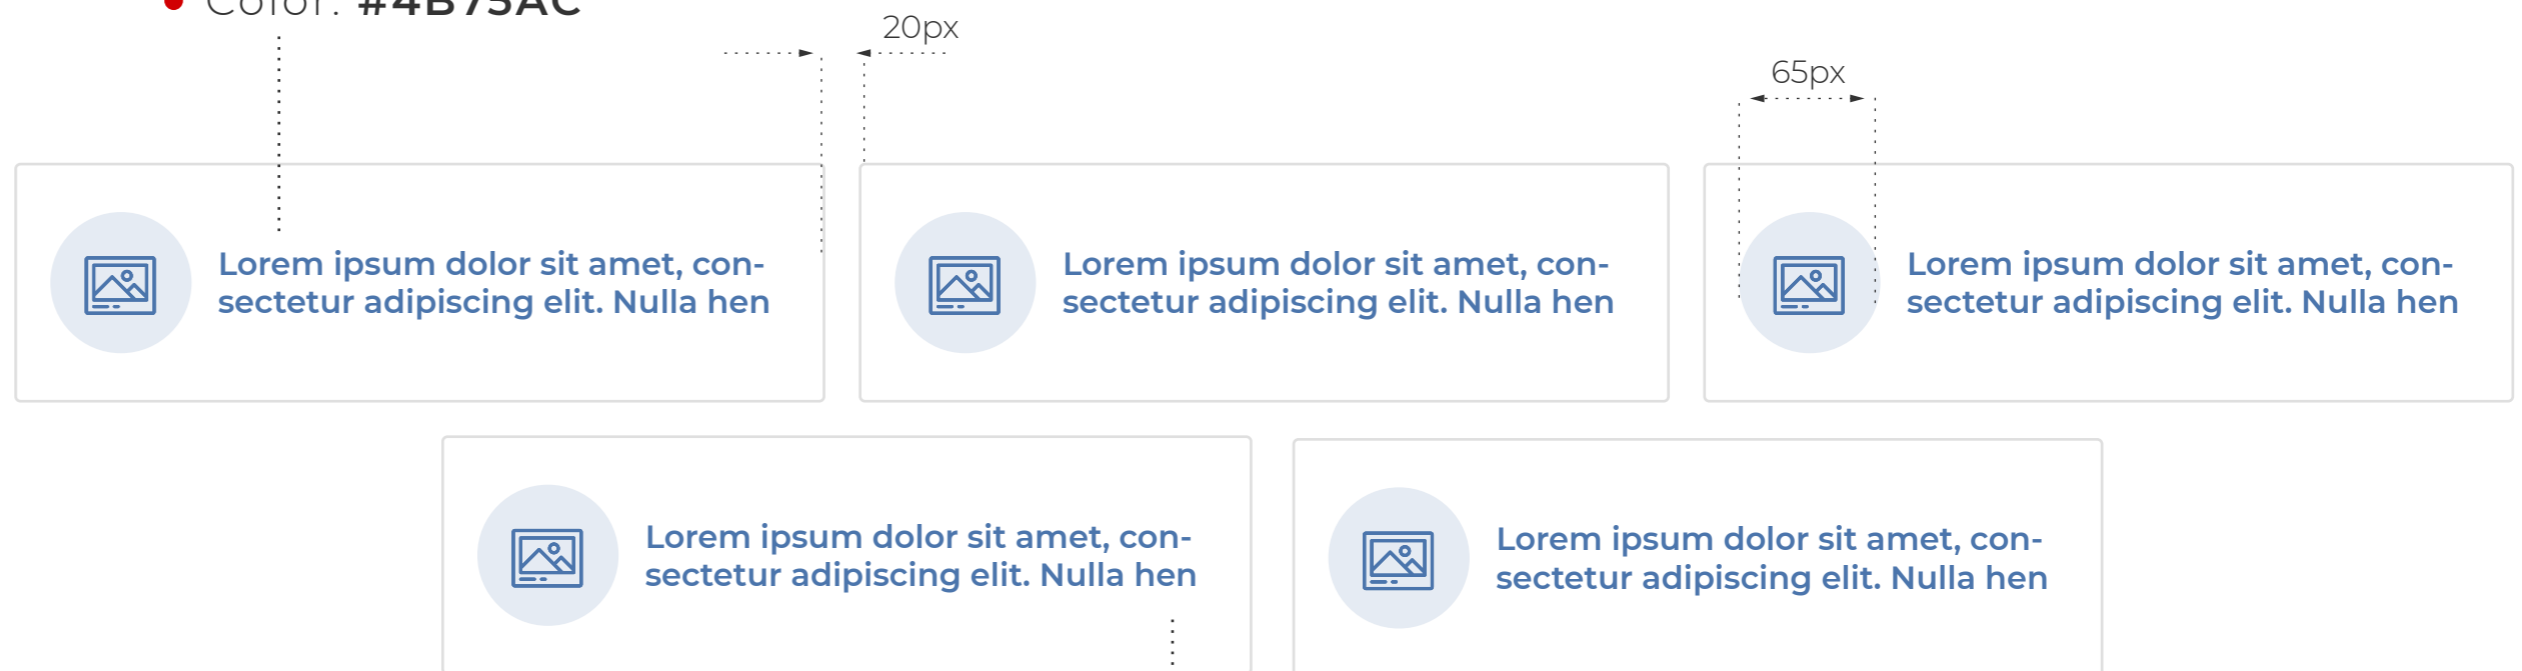 Color: #4B75AC
20px
65px
Lorem ipsum dolor sit amet, con-
sectetur adipiscing elit. Nulla hen
Lorem ipsum dolor sit amet, con-
sectetur adipiscing elit. Nulla hen
Lorem ipsum dolor sit amet, con-
sectetur adipiscing elit. Nulla hen
Lorem ipsum dolor sit amet, con-
sectetur adipiscing elit. Nulla hen
Lorem ipsum dolor sit amet, con-
sectetur adipiscing elit. Nulla hen